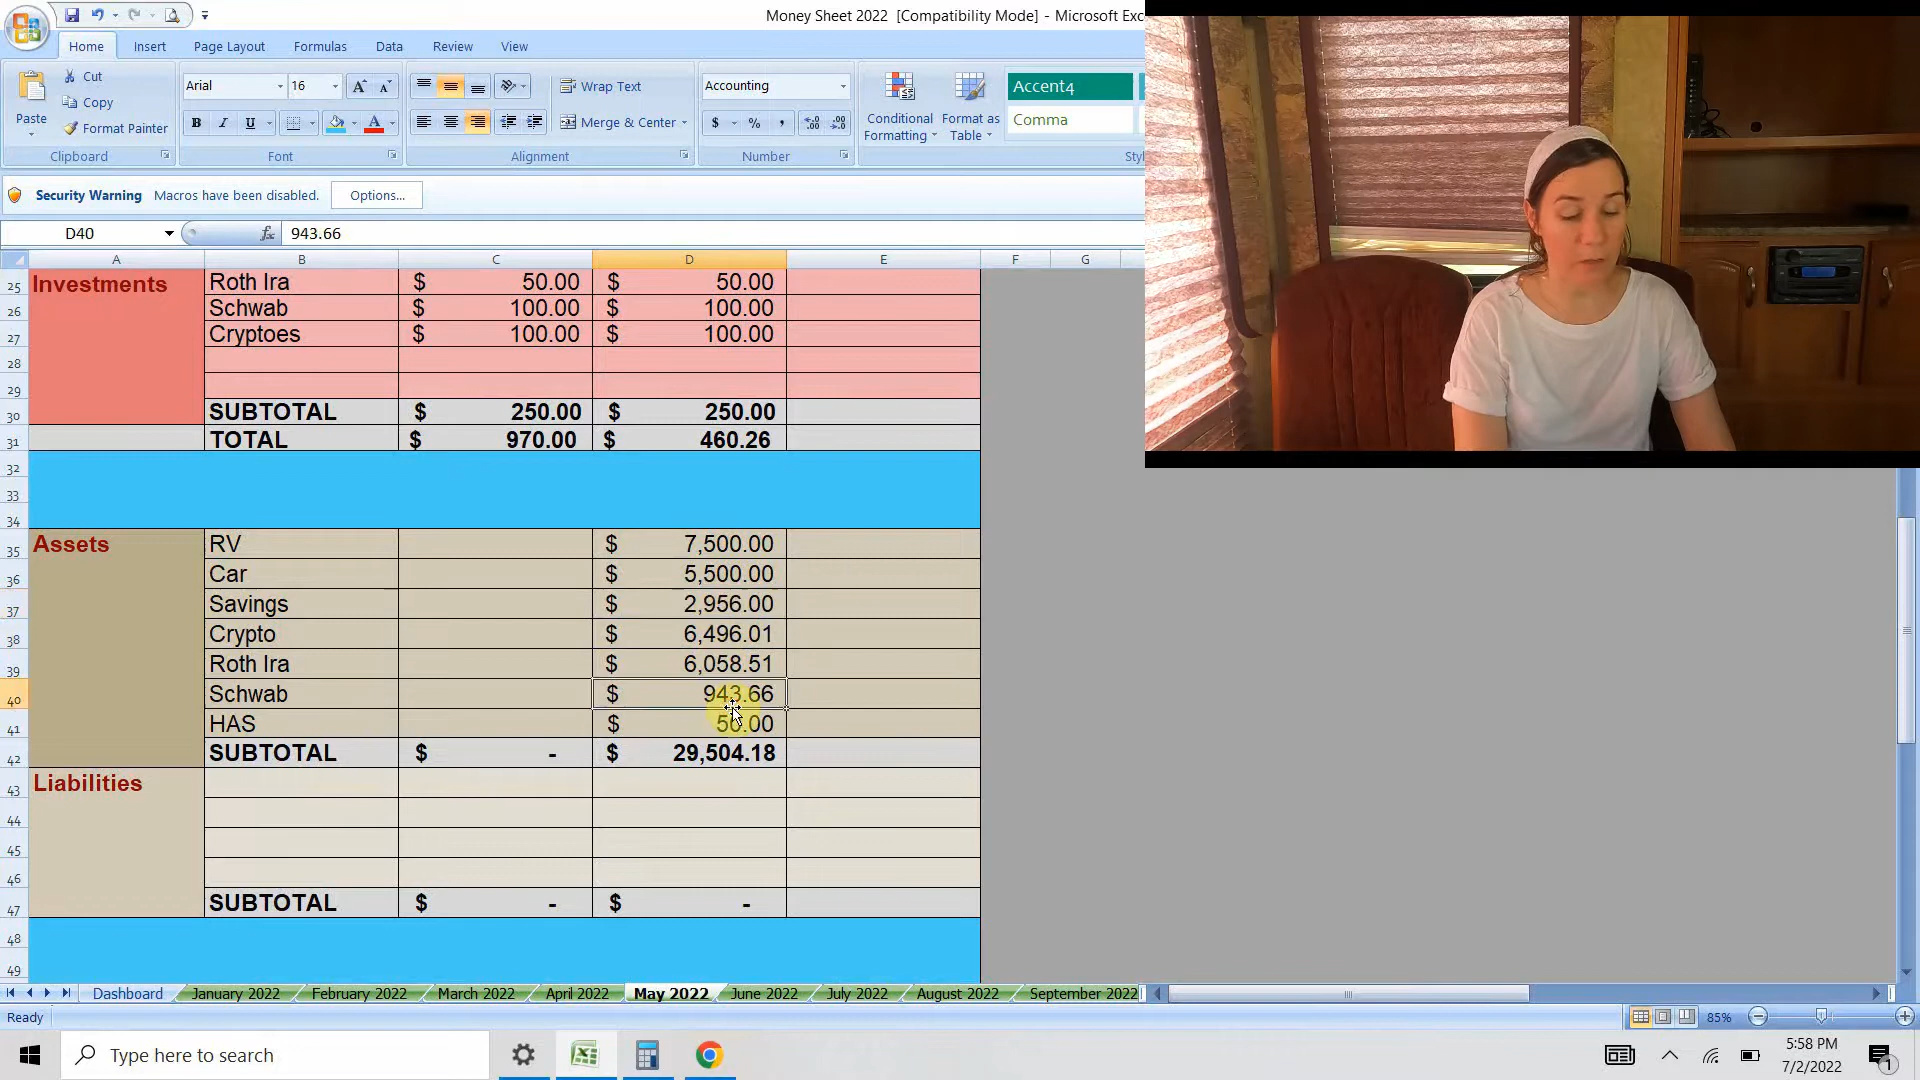 Money Sheet 2022 [Compatibility Mode] - Microsoft Exc
Home Insert Page Layout Formulas Data Review View
Paste
Cut
Copy
Format Painter
Clipboard
Arial 16
B I U A
Font
Wrap Text
Merge & Center
Alignment
Accounting
$ % ,
Number
Conditional Formatting
Format as Table
Accent4
Comma
Styl
Security Warning Macros have been disabled. Options...
D40 fx 943.66
A B C D E F G
25 Investments Roth Ira $ 50.00 $ 50.00
26 Schwab $ 100.00 $ 100.00
27 Cryptoes $ 100.00 $ 100.00
28
29
30 SUBTOTAL $ 250.00 $ 250.00
31 TOTAL $ 970.00 $ 460.26
32
33
34
35 Assets RV $ 7,500.00
36 Car $ 5,500.00
37 Savings $ 2,956.00
38 Crypto $ 6,496.01
39 Roth Ira $ 6,058.51
40 Schwab $ 943.66
41 HAS $ 50.00
42 SUBTOTAL $ - $ 29,504.18
43 Liabilities
44
45
46
47 SUBTOTAL $ - $ -
48
49
Dashboard January 2022 February 2022 March 2022 April 2022 May 2022 June 2022 July 2022 August 2022 September 2022
Ready 85%
Type here to search
5:58 PM
7/2/2022
1